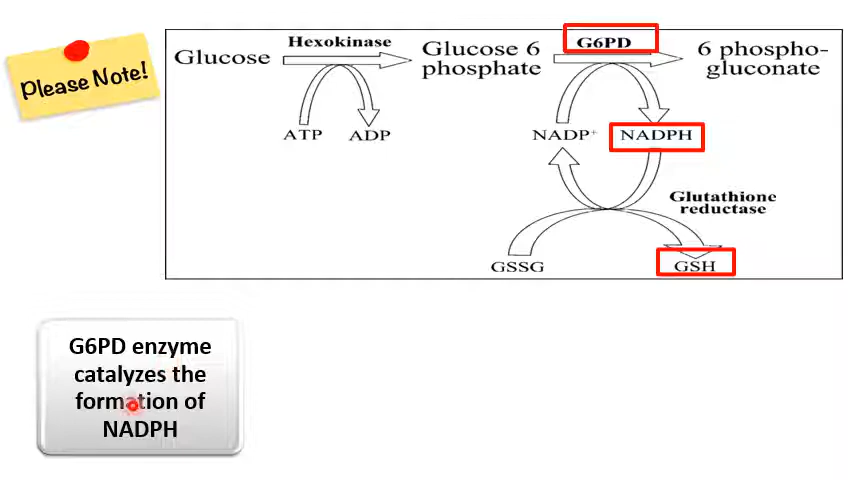 Please Note!
Glucose
Hexokinase
Glucose 6
phosphate
G6PD
6 phospho-
gluconate
ATP
ADP
NADP+
NADPH
Glutathione
reductase
GSSG
GSH
G6PD enzyme
catalyzes the
formation of
NADPH